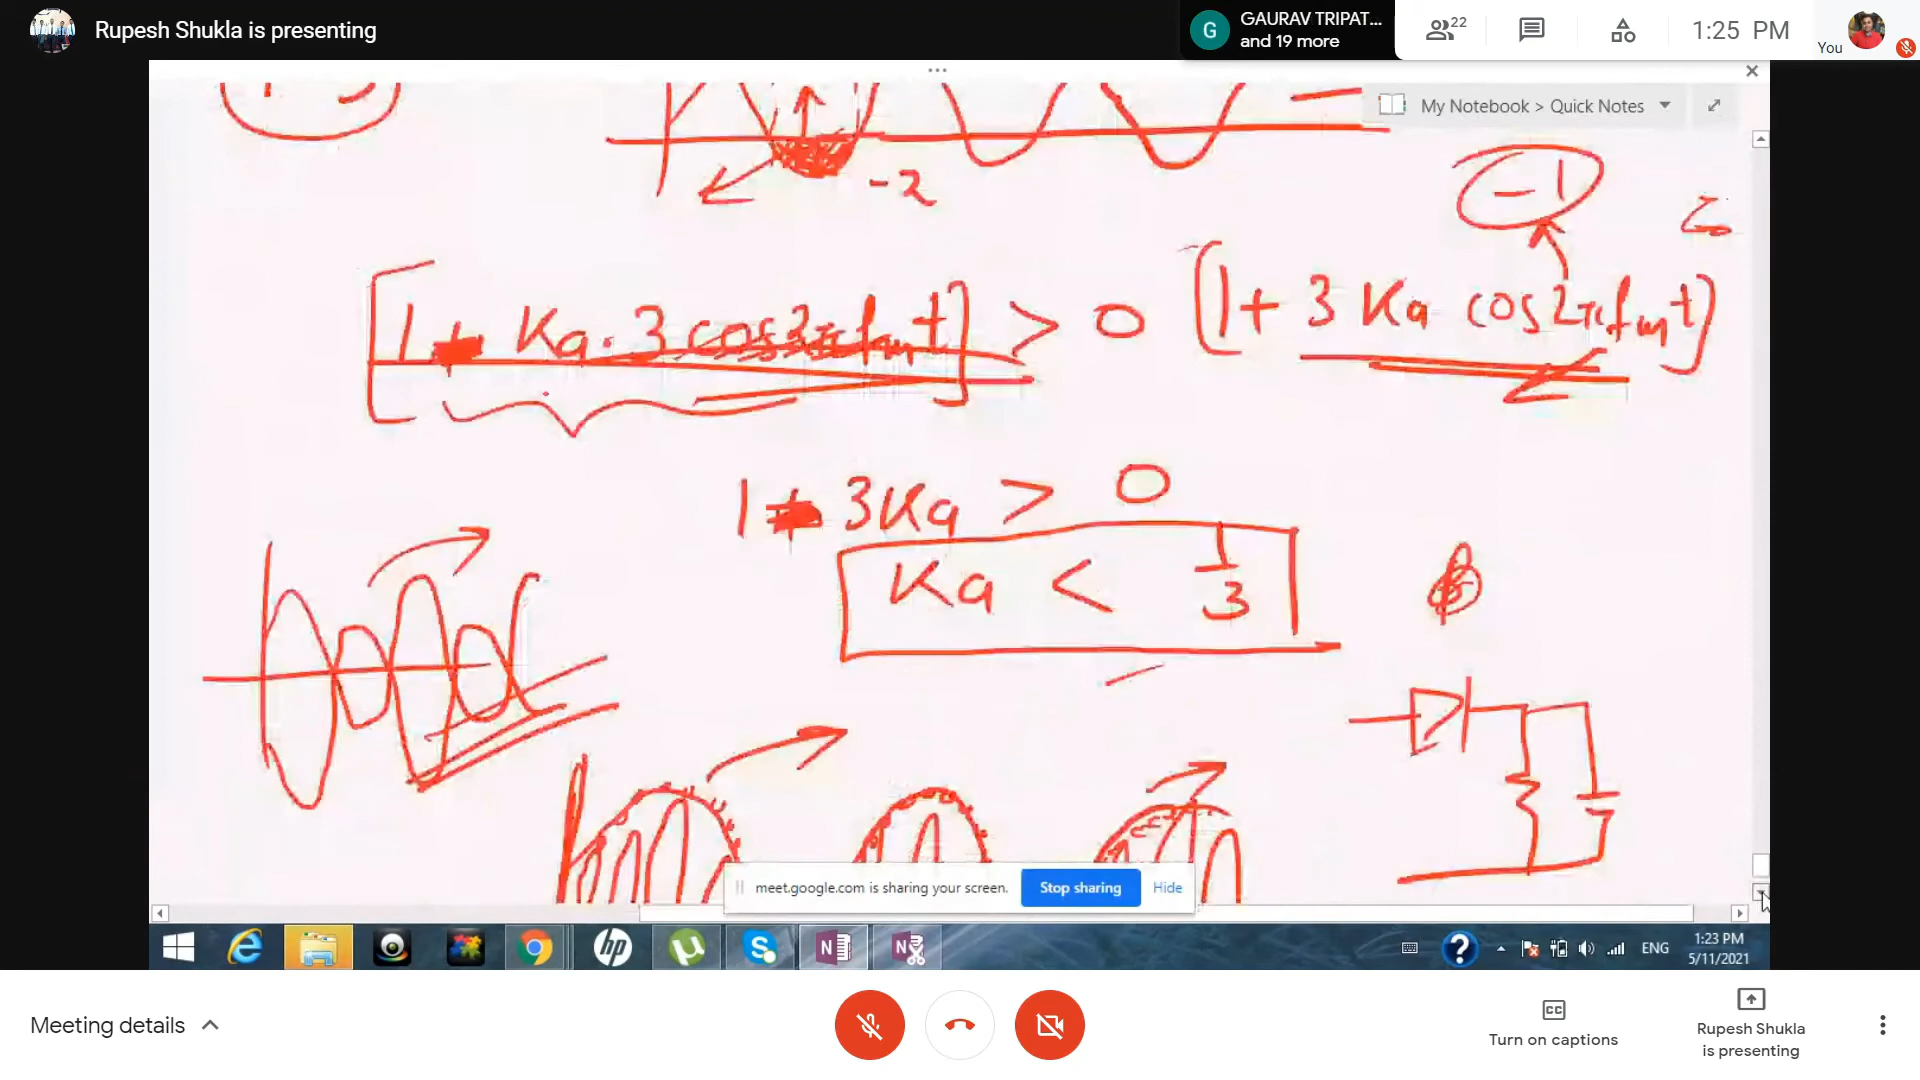 Rupesh Shukla is presenting
G
GAURAV TRIPAT...
and 19 more
22
1:25 PM
You
My Notebook > Quick Notes
-2
-1
[1 - Ka. 3 cos2πfmt] > 0
[1 + 3 Ka cos2πfmt]
1 - 3Ka > 0
Ka < 1/3
meet.google.com is sharing your screen.
Stop sharing
Hide
hp
ENG
1:23 PM
5/11/2021
Meeting details
Turn on captions
Rupesh Shukla
is presenting